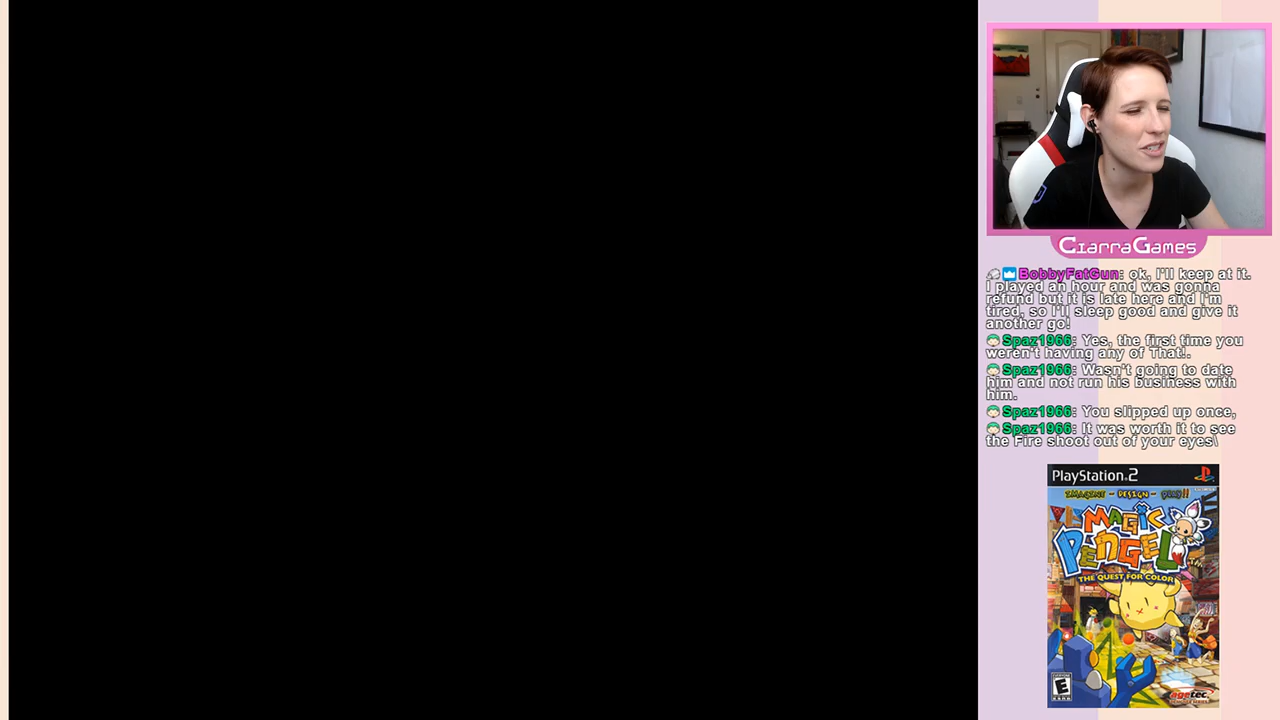 CiarraGames
BobbyFatGun: ok, I'll keep at it.
I played an hour and was gonna
refund but it is late here and I'm
tired, so I'll sleep good and give it
another go!
Spaz1966: Yes, the first time you
weren't having any of That!.
Spaz1966: Wasn't going to date
him and not run his business with
him.
Spaz1966: You slipped up once,
Spaz1966: It was worth it to see
the Fire shoot out of your eyes\
PlayStation.2
IMAGINE - DESIGN - PLAY!!
MAGIC
PENGEL
TM
THE QUEST FOR COLOR
EVERYONE
E
agetec